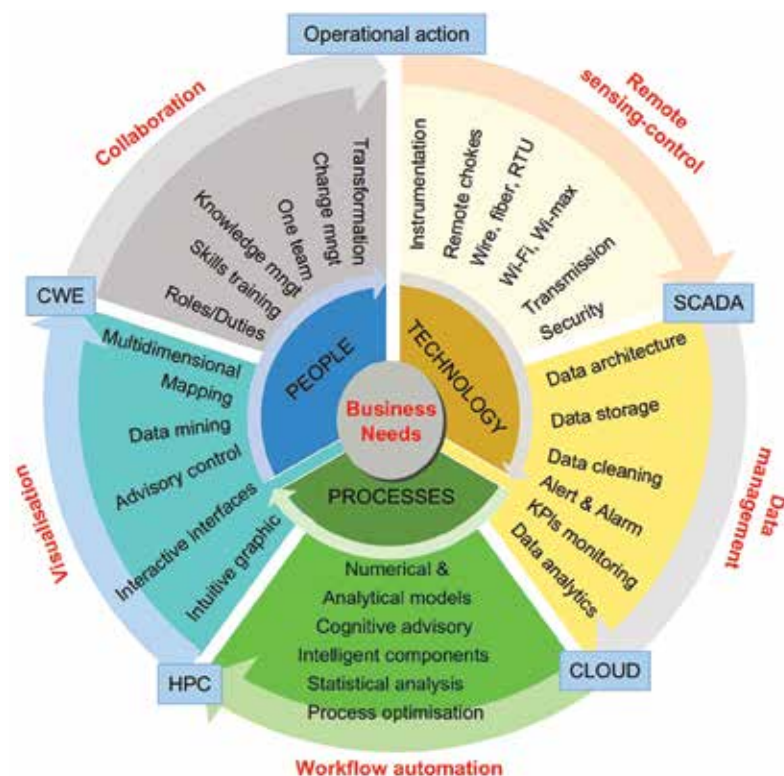 Operational action
Remote
sensing-control
Instrumentation
Remote chokes
Wire, fiber, RTU
Wi-Fi, Wi-max
Transmission
Security
SCADA
Data architecture
Data storage
Data cleaning
Alert & Alarm
KPIs monitoring
Data analytics
Data
management
CLOUD
Numerical &
Analytical models
Cognitive advisory
Intelligent components
Statistical analysis
Process optimisation
Workflow automation
HPC
Multidimensional
Mapping
Data mining
Advisory control
Interactive interfaces
Intuitive graphic
Visualisation
CWE
Roles/Duties
Skills training
Knowledge mngt
One team
Change mngt
Transformation
Collaboration
PEOPLE
TECHNOLOGY
PROCESSES
Business
Needs